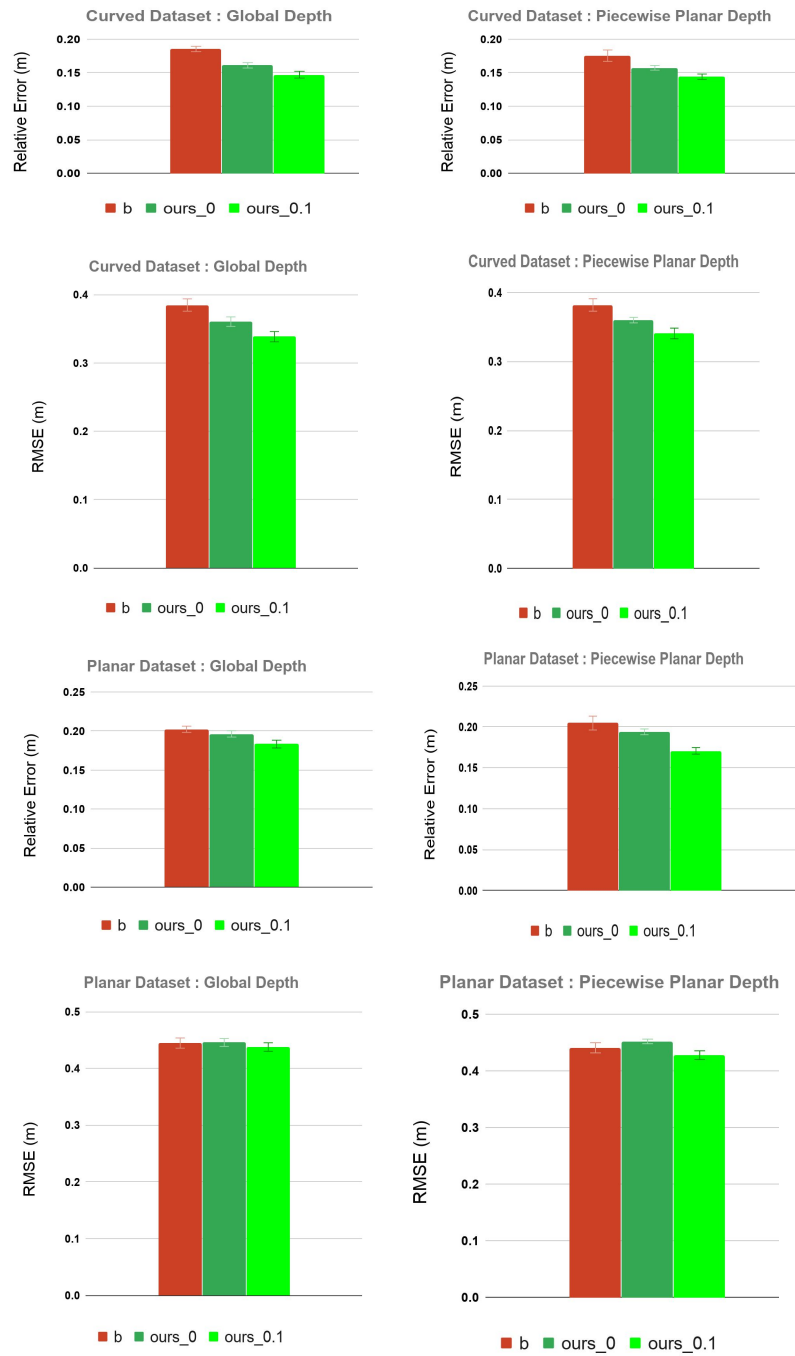 Curved Dataset : Global Depth
Relative Error (m)
0.20
0.15
0.10
0.05
0.00
b ours_0 ours_0.1
Curved Dataset : Piecewise Planar Depth
Relative Error (m)
0.20
0.15
0.10
0.05
0.00
b ours_0 ours_0.1
Curved Dataset : Global Depth
RMSE (m)
0.4
0.3
0.2
0.1
0.0
b ours_0 ours_0.1
Curved Dataset : Piecewise Planar Depth
RMSE (m)
0.4
0.3
0.2
0.1
0.0
b ours_0 ours_0.1
Planar Dataset : Global Depth
Relative Error (m)
0.25
0.20
0.15
0.10
0.05
0.00
b ours_0 ours_0.1
Planar Dataset : Piecewise Planar Depth
Relative Error (m)
0.25
0.20
0.15
0.10
0.05
0.00
b ours_0 ours_0.1
Planar Dataset : Global Depth
RMSE (m)
0.5
0.4
0.3
0.2
0.1
0.0
b ours_0 ours_0.1
Planar Dataset : Piecewise Planar Depth
RMSE (m)
0.5
0.4
0.3
0.2
0.1
0.0
b ours_0 ours_0.1